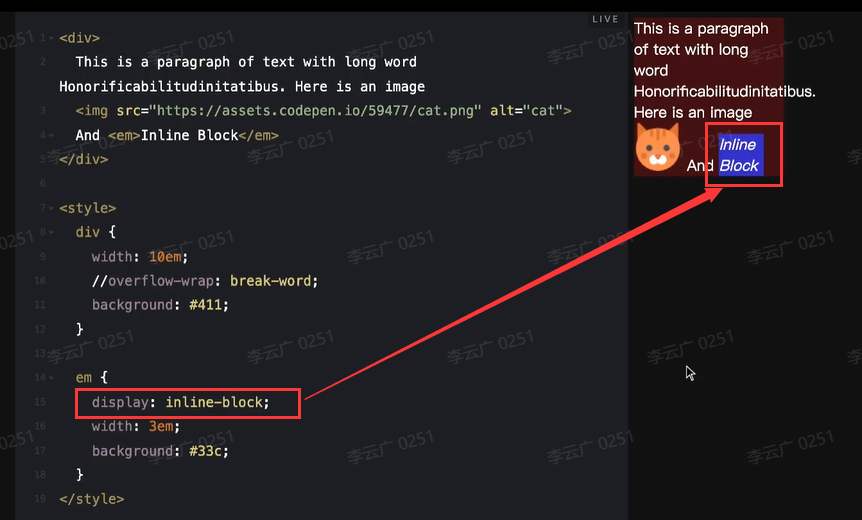 LIVE
1 <div>
2 This is a paragraph of text with long word
Honorificabilitudinitatibus. Here is an image
3 <img src="https://assets.codepen.io/59477/cat.png" alt="cat">
4 And <em>Inline Block</em>
5 </div>
6
7 <style>
8 div {
9 width: 10em;
10 //overflow-wrap: break-word;
11 background: #411;
12 }
13
14 em {
15 display: inline-block;
16 width: 3em;
17 background: #33c;
18 }
19 </style>
This is a paragraph
of text with long
word
Honorificabilitudinitatibus.
Here is an image
And Inline
Block
李云广 0251